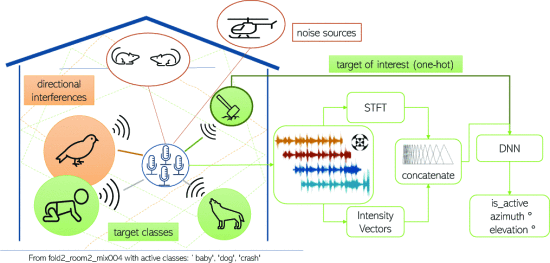 noise sources
target of interest (one-hot)
directional
interferences
STFT
concatenate
DNN
Intensity
Vectors
is_active
azimuth °
elevation °
target classes
From fold2_room2_mix004 with active classes: ` baby', 'dog', 'crash'